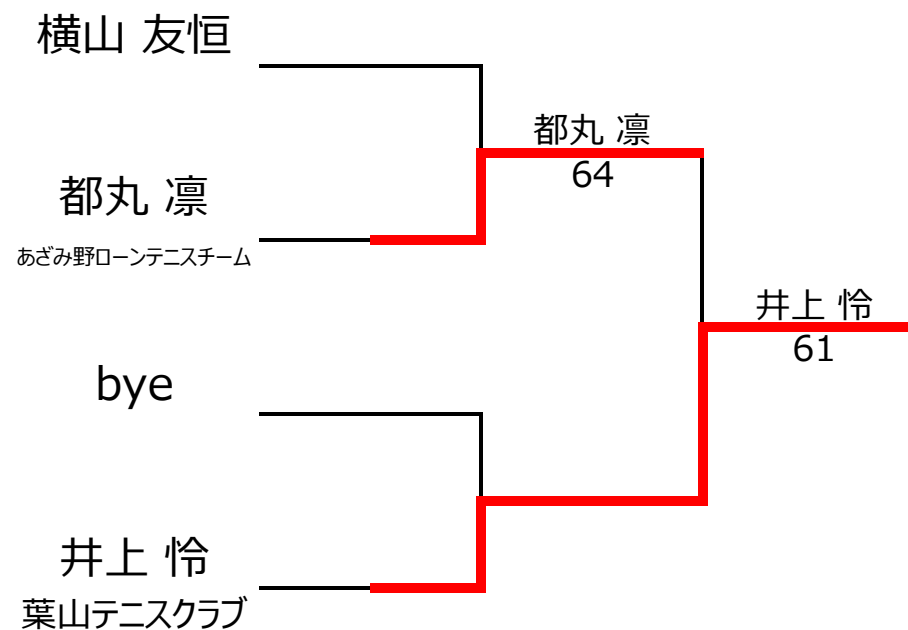 横山 友恒
都丸 凛
64
都丸 凛
あざみ野ローンテニスチーム
井上 怜
61
bye
井上 怜
葉山テニスクラブ